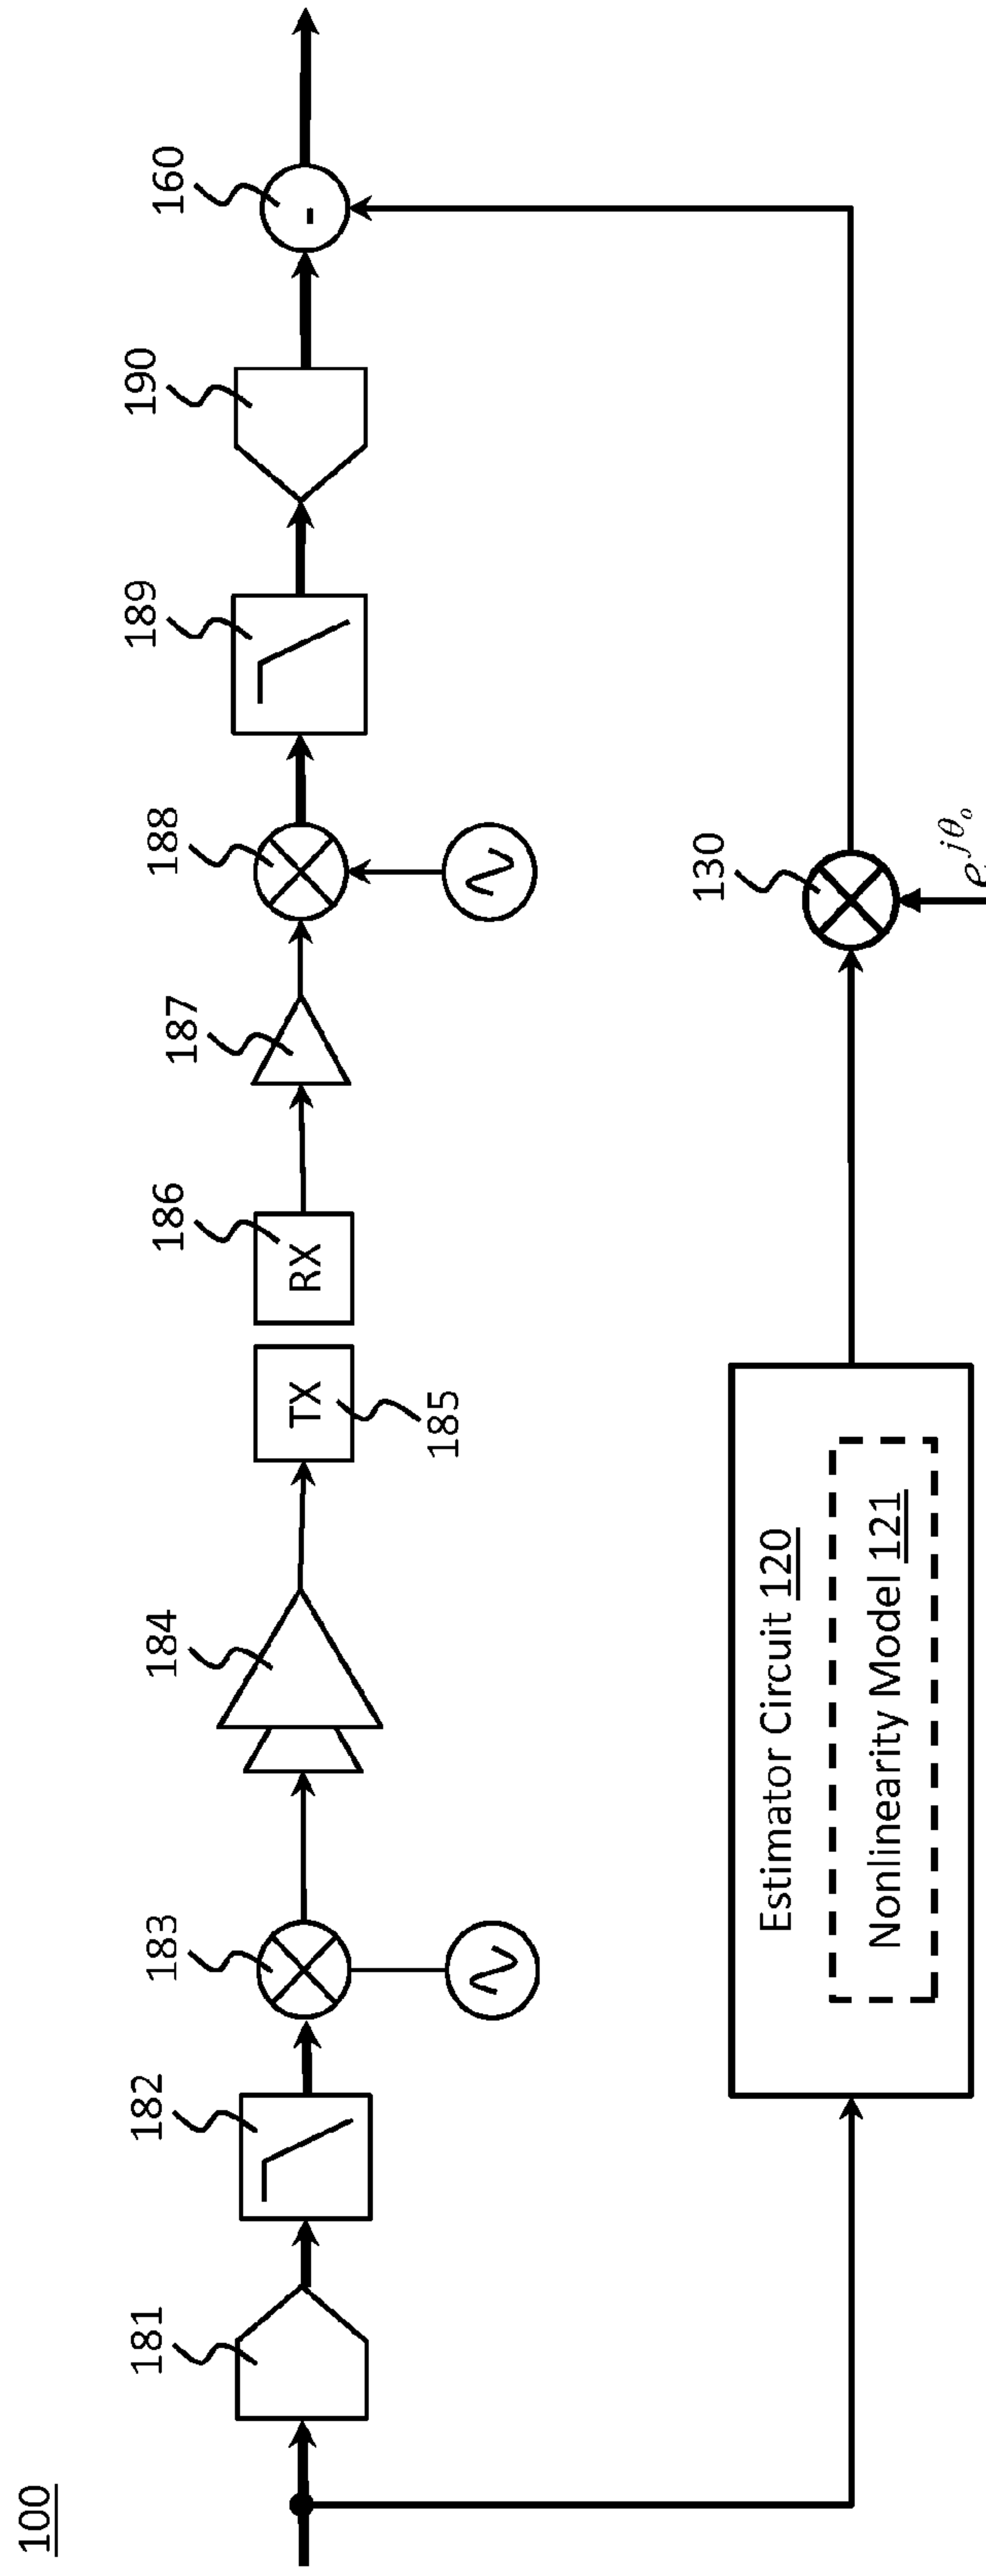 100
181
182
183
184
TX
185
RX
186
187
188
189
190
160
-
Estimator Circuit 120
Nonlinearity Model 121
130
e^{jθ_o}